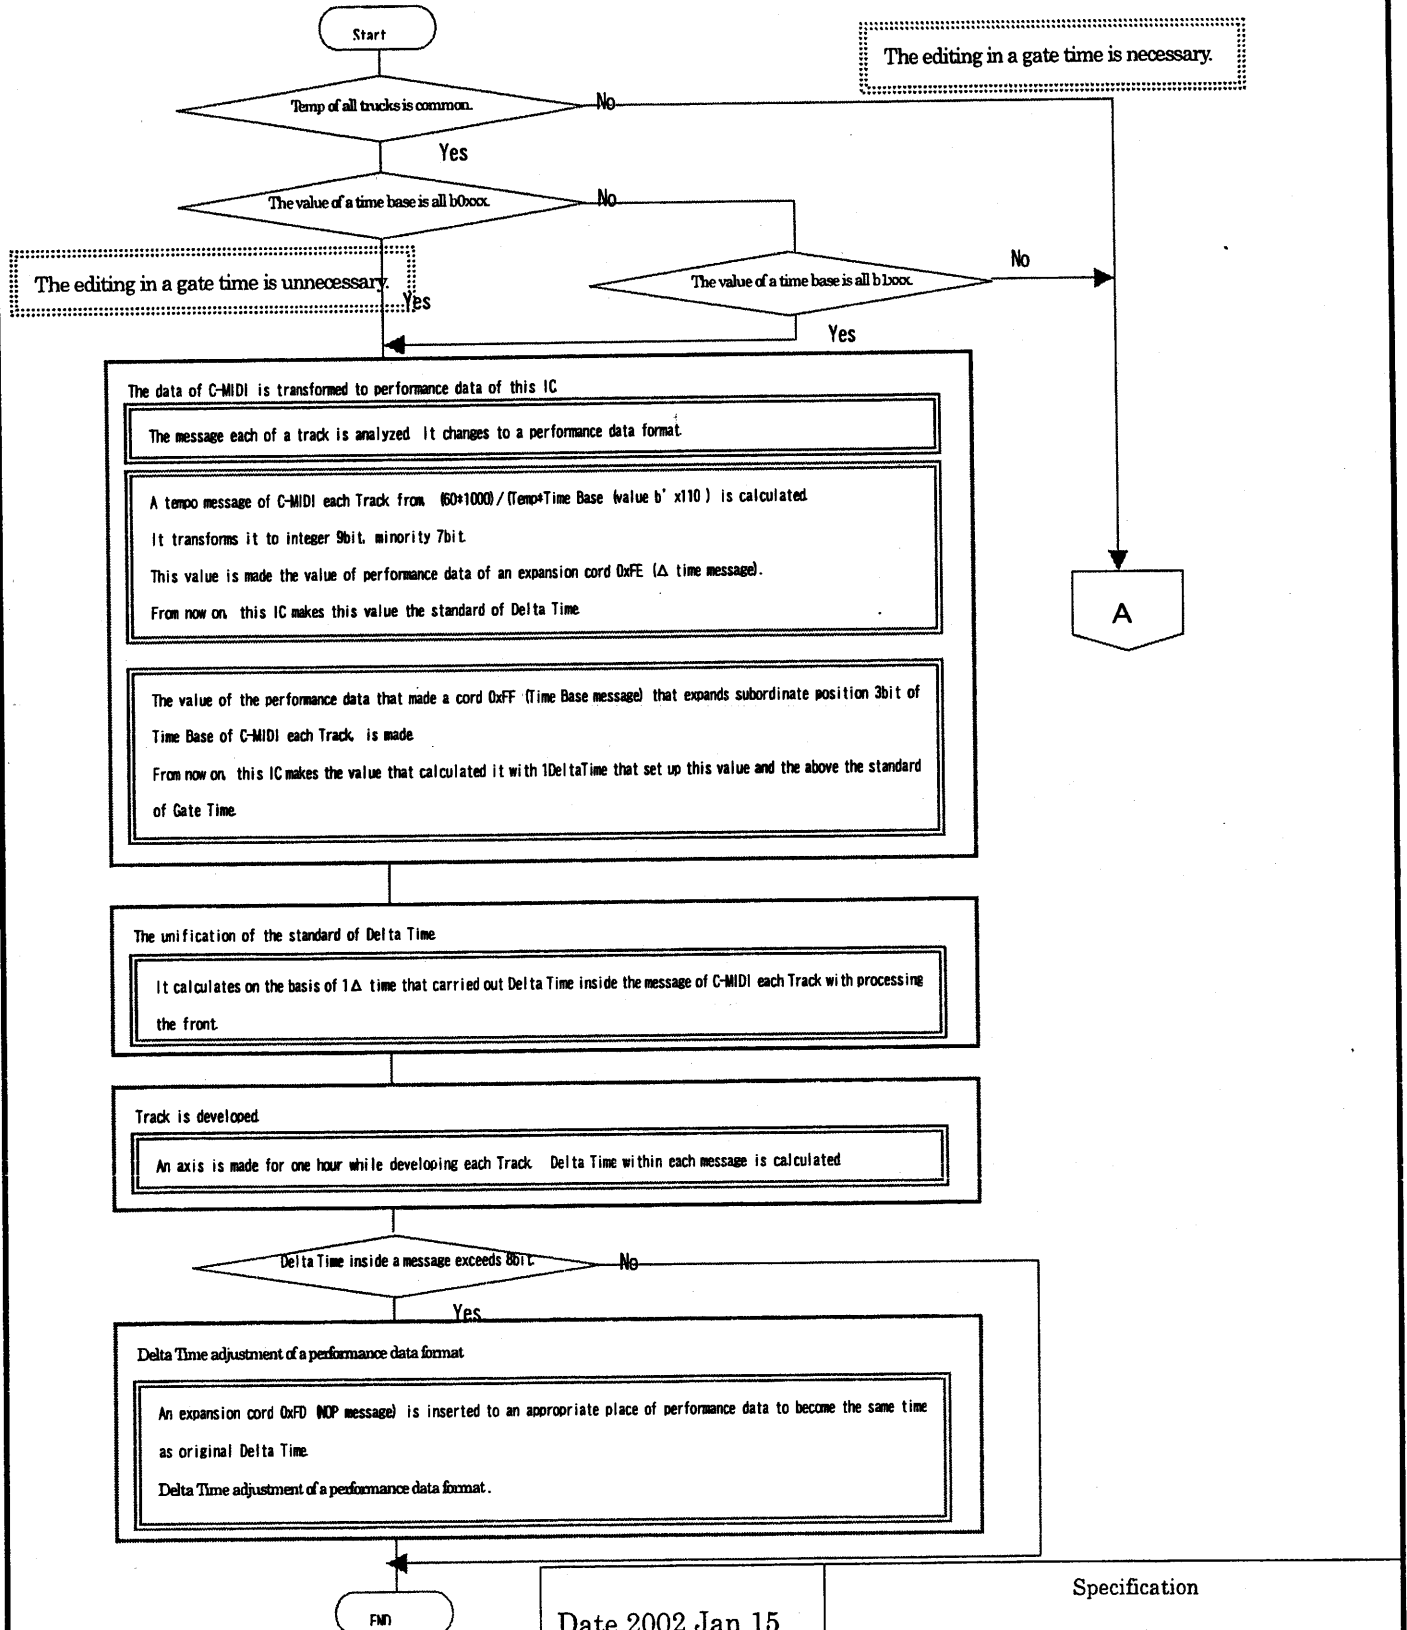 Start
The editing in a gate time is necessary.
Temp of all trucks is common.
No
Yes
The value of a time base is all b0xxx.
No
The editing in a gate time is unnecessary.
Yes
The value of a time base is all b1xxx.
No
Yes
The data of C-MIDI is transformed to performance data of this IC
The message each of a track is analyzed It changes to a performance data format.
A tempo message of C-MIDI each Track from (60*1000)/(Temp*Time Base (value b' x110 ) is calculated
It transforms it to integer 9bit, minority 7bit.
This value is made the value of performance data of an expansion cord 0xFE (Δ time message).
From now on, this IC makes this value the standard of Delta Time
A
The value of the performance data that made a cord 0xFF (Time Base message) that expands subordinate position 3bit of
Time Base of C-MIDI each Track, is made
From now on, this IC makes the value that calculated it with 1DeltaTime that set up this value and the above the standard
of Gate Time.
The unification of the standard of Delta Time
It calculates on the basis of 1Δ time that carried out Delta Time inside the message of C-MIDI each Track with processing
the front.
Track is developed.
An axis is made for one hour while developing each Track Delta Time within each message is calculated
Delta Time inside a message exceeds 8bit.
No
Yes
Delta Time adjustment of a performance data format
An expansion cord 0xFD (NOP message) is inserted to an appropriate place of performance data to become the same time
as original Delta Time
Delta Time adjustment of a performance data format.
END
Specification
Date 2002 Jan 15